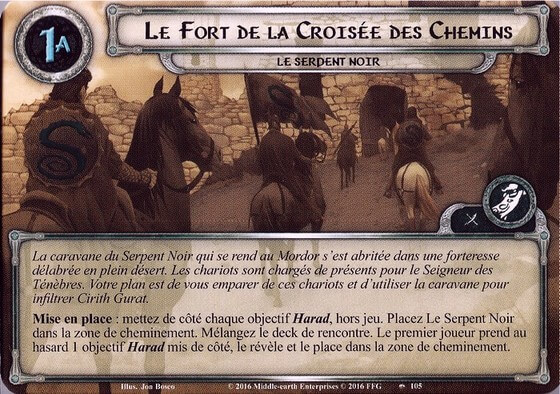 1A
Le Fort de la Croisée des Chemins
Le Serpent Noir
La caravane du Serpent Noir qui se rend au Mordor s'est abritée dans une forteresse
délabrée en plein désert. Les chariots sont chargés de présents pour le Seigneur des
Ténèbres. Votre plan est de vous emparer de ces chariots et d'utiliser la caravane pour
infiltrer Cirith Gurat.
Mise en place : mettez de côté chaque objectif Harad, hors jeu. Placez Le Serpent Noir
dans la zone de cheminement. Mélangez le deck de rencontre. Le premier joueur prend au
hasard 1 objectif Harad mis de côté, le révèle et le place dans la zone de cheminement.
Illus. Jon Bosco © 2016 Middle-earth Enterprises © 2016 FFG 105